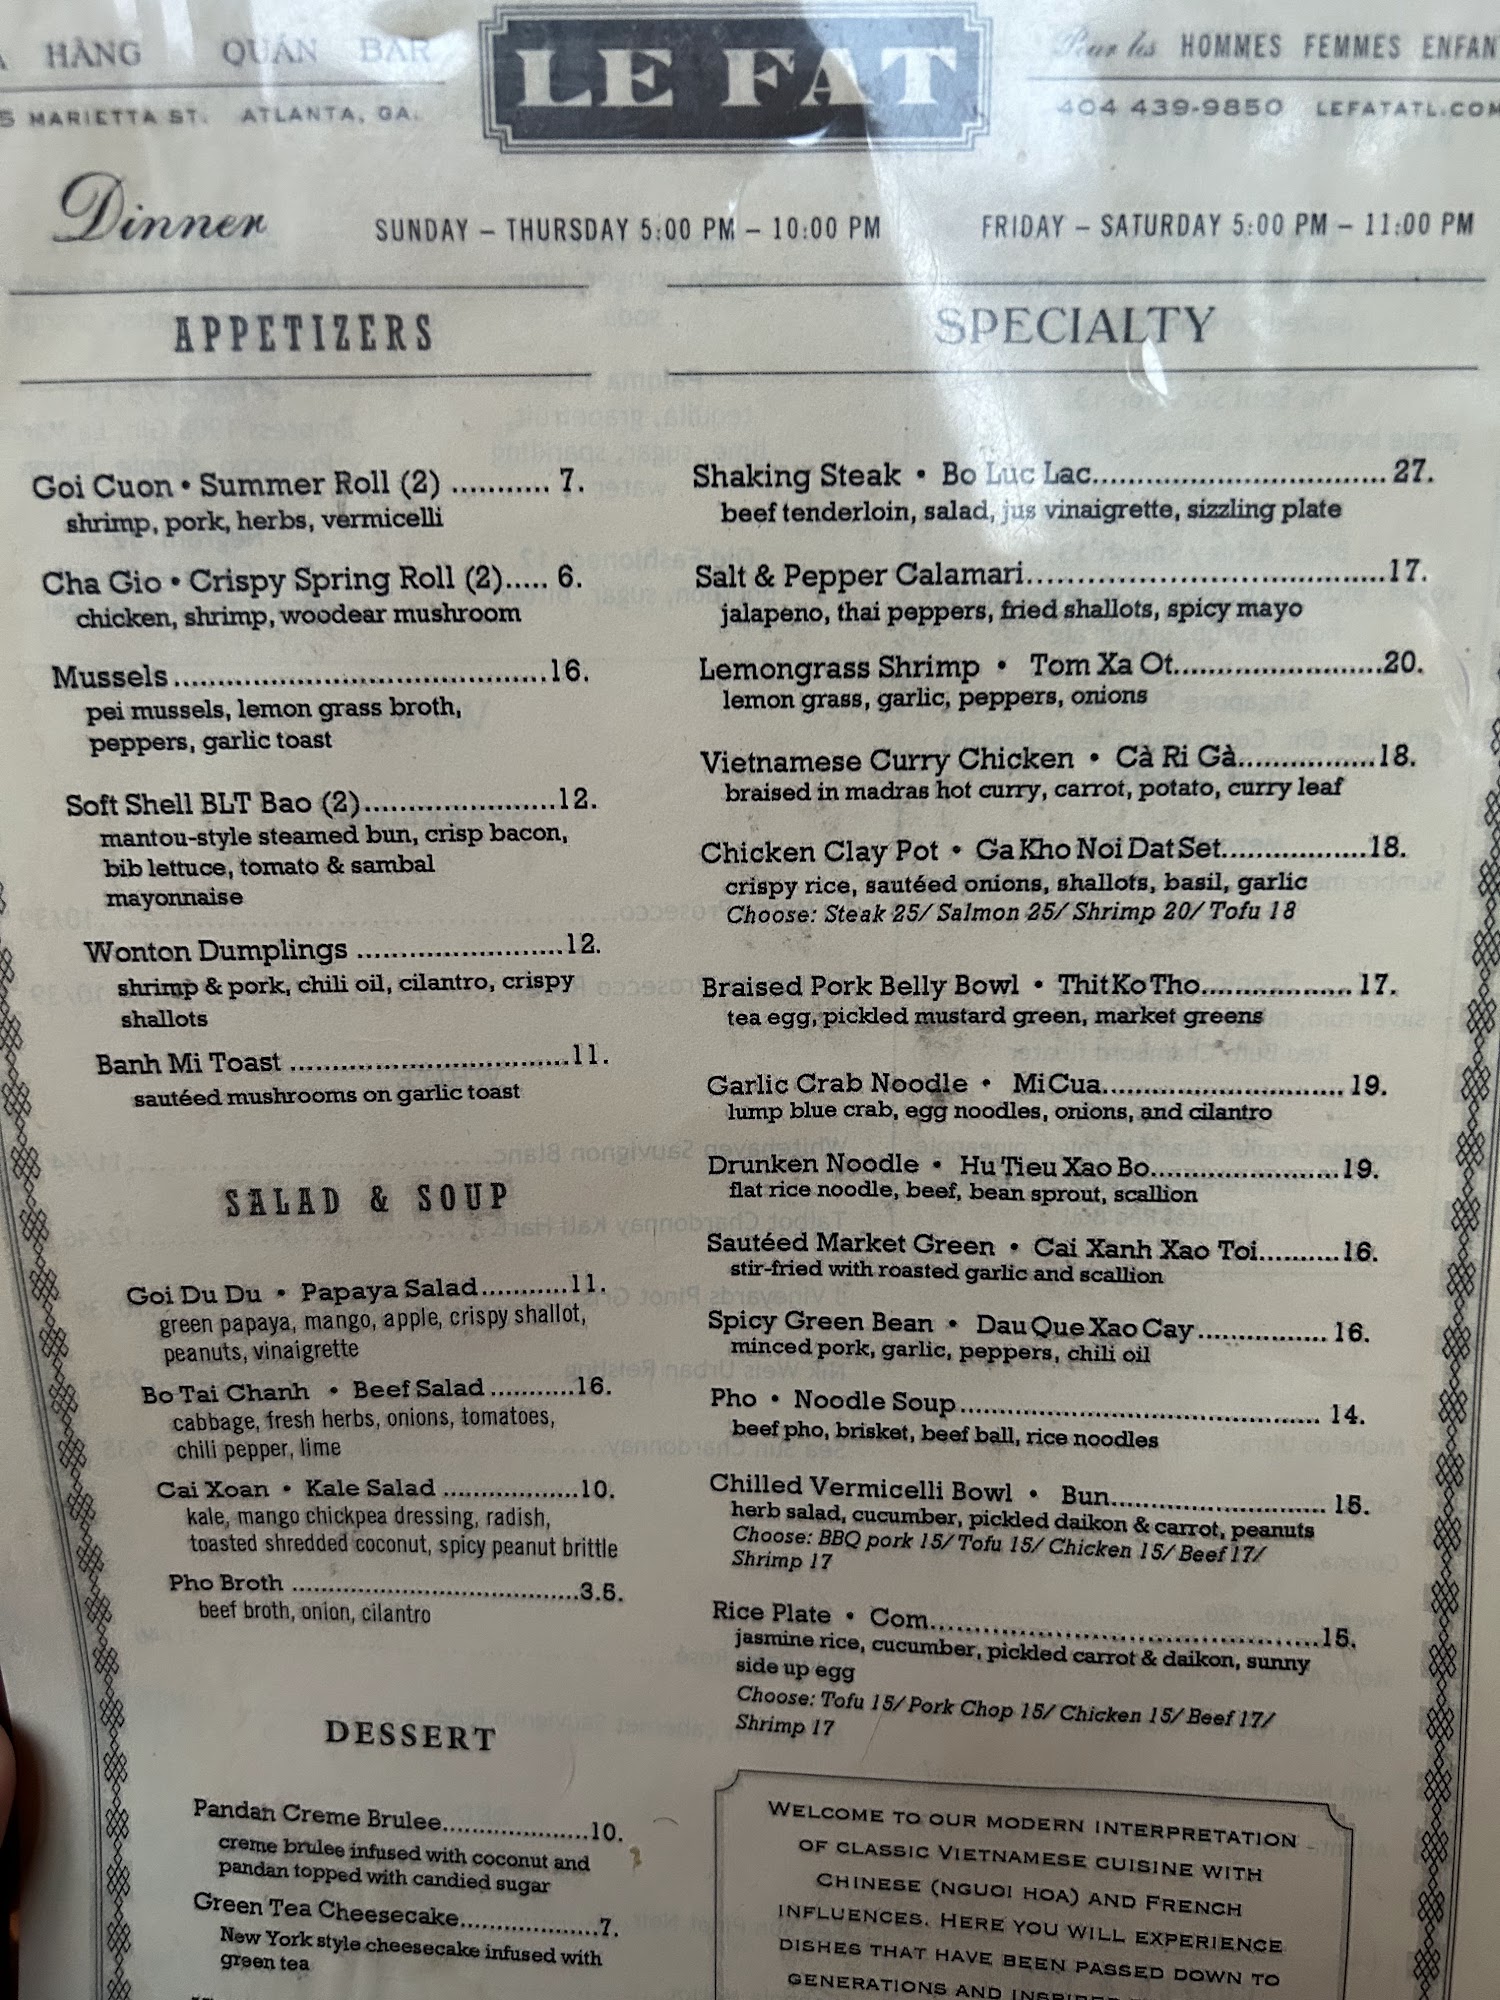 HÀNG QUÁN BAR
LE FAT
Pour les HOMMES FEMMES ENFAN
5 MARIETTA ST. ATLANTA, GA.
404 439-9850 LEFATATL.COM
Dinner SUNDAY – THURSDAY 5:00 PM – 10:00 PM FRIDAY – SATURDAY 5:00 PM – 11:00 PM
APPETIZERS
Goi Cuon • Summer Roll (2) ........... 7.
shrimp, pork, herbs, vermicelli
Cha Gio • Crispy Spring Roll (2)..... 6.
chicken, shrimp, woodear mushroom
Mussels.......................................16.
pei mussels, lemon grass broth,
peppers, garlic toast
Soft Shell BLT Bao (2).....................12.
mantou-style steamed bun, crisp bacon,
bib lettuce, tomato & sambal
mayonnaise
Wonton Dumplings ......................12.
shrimp & pork, chili oil, cilantro, crispy
shallots
Banh Mi Toast ..............................11.
sautéed mushrooms on garlic toast
SALAD & SOUP
Goi Du Du • Papaya Salad............11.
green papaya, mango, apple, crispy shallot,
peanuts, vinaigrette
Bo Tai Chanh • Beef Salad...........16.
cabbage, fresh herbs, onions, tomatoes,
chili pepper, lime
Cai Xoan • Kale Salad ..................10.
kale, mango chickpea dressing, radish,
toasted shredded coconut, spicy peanut brittle
Pho Broth ......................................3.5.
beef broth, onion, cilantro
DESSERT
Pandan Creme Brulee...................10.
creme brulee infused with coconut and
pandan topped with candied sugar
Green Tea Cheesecake..................7.
New York style cheesecake infused with
green tea
SPECIALTY
Shaking Steak • Bo Luc Lac.................................. 27.
beef tenderloin, salad, jus vinaigrette, sizzling plate
Salt & Pepper Calamari.......................................17.
jalapeno, thai peppers, fried shallots, spicy mayo
Lemongrass Shrimp • Tom Xa Ot.......................20.
lemon grass, garlic, peppers, onions
Vietnamese Curry Chicken • Cà Ri Gà................18.
braised in madras hot curry, carrot, potato, curry leaf
Chicken Clay Pot • Ga Kho Noi Dat Set..................18.
crispy rice, sautéed onions, shallots, basil, garlic
Choose: Steak 25/ Salmon 25/ Shrimp 20/ Tofu 18
Braised Pork Belly Bowl • Thit Ko Tho................. 17.
tea egg, pickled mustard green, market greens
Garlic Crab Noodle • Mi Cua........................... 19.
lump blue crab, egg noodles, onions, and cilantro
Drunken Noodle • Hu Tieu Xao Bo.....................19.
flat rice noodle, beef, bean sprout, scallion
Sautéed Market Green • Cai Xanh Xao Toi.........16.
stir-fried with roasted garlic and scallion
Spicy Green Bean • Dau Que Xao Cay............... 16.
minced pork, garlic, peppers, chili oil
Pho • Noodle Soup.......................................... 14.
beef pho, brisket, beef ball, rice noodles
Chilled Vermicelli Bowl • Bun......................... 15.
herb salad, cucumber, pickled daikon & carrot, peanuts
Choose: BBQ pork 15/ Tofu 15/ Chicken 15/ Beef 17/
Shrimp 17
Rice Plate • Com.............................................15.
jasmine rice, cucumber, pickled carrot & daikon, sunny
side up egg
Choose: Tofu 15/ Pork Chop 15/ Chicken 15/ Beef 17/
Shrimp 17
WELCOME TO OUR MODERN INTERPRETATION
OF CLASSIC VIETNAMESE CUISINE WITH
CHINESE (NGUOI HOA) AND FRENCH
INFLUENCES. HERE YOU WILL EXPERIENCE
DISHES THAT HAVE BEEN PASSED DOWN TO
GENERATIONS AND